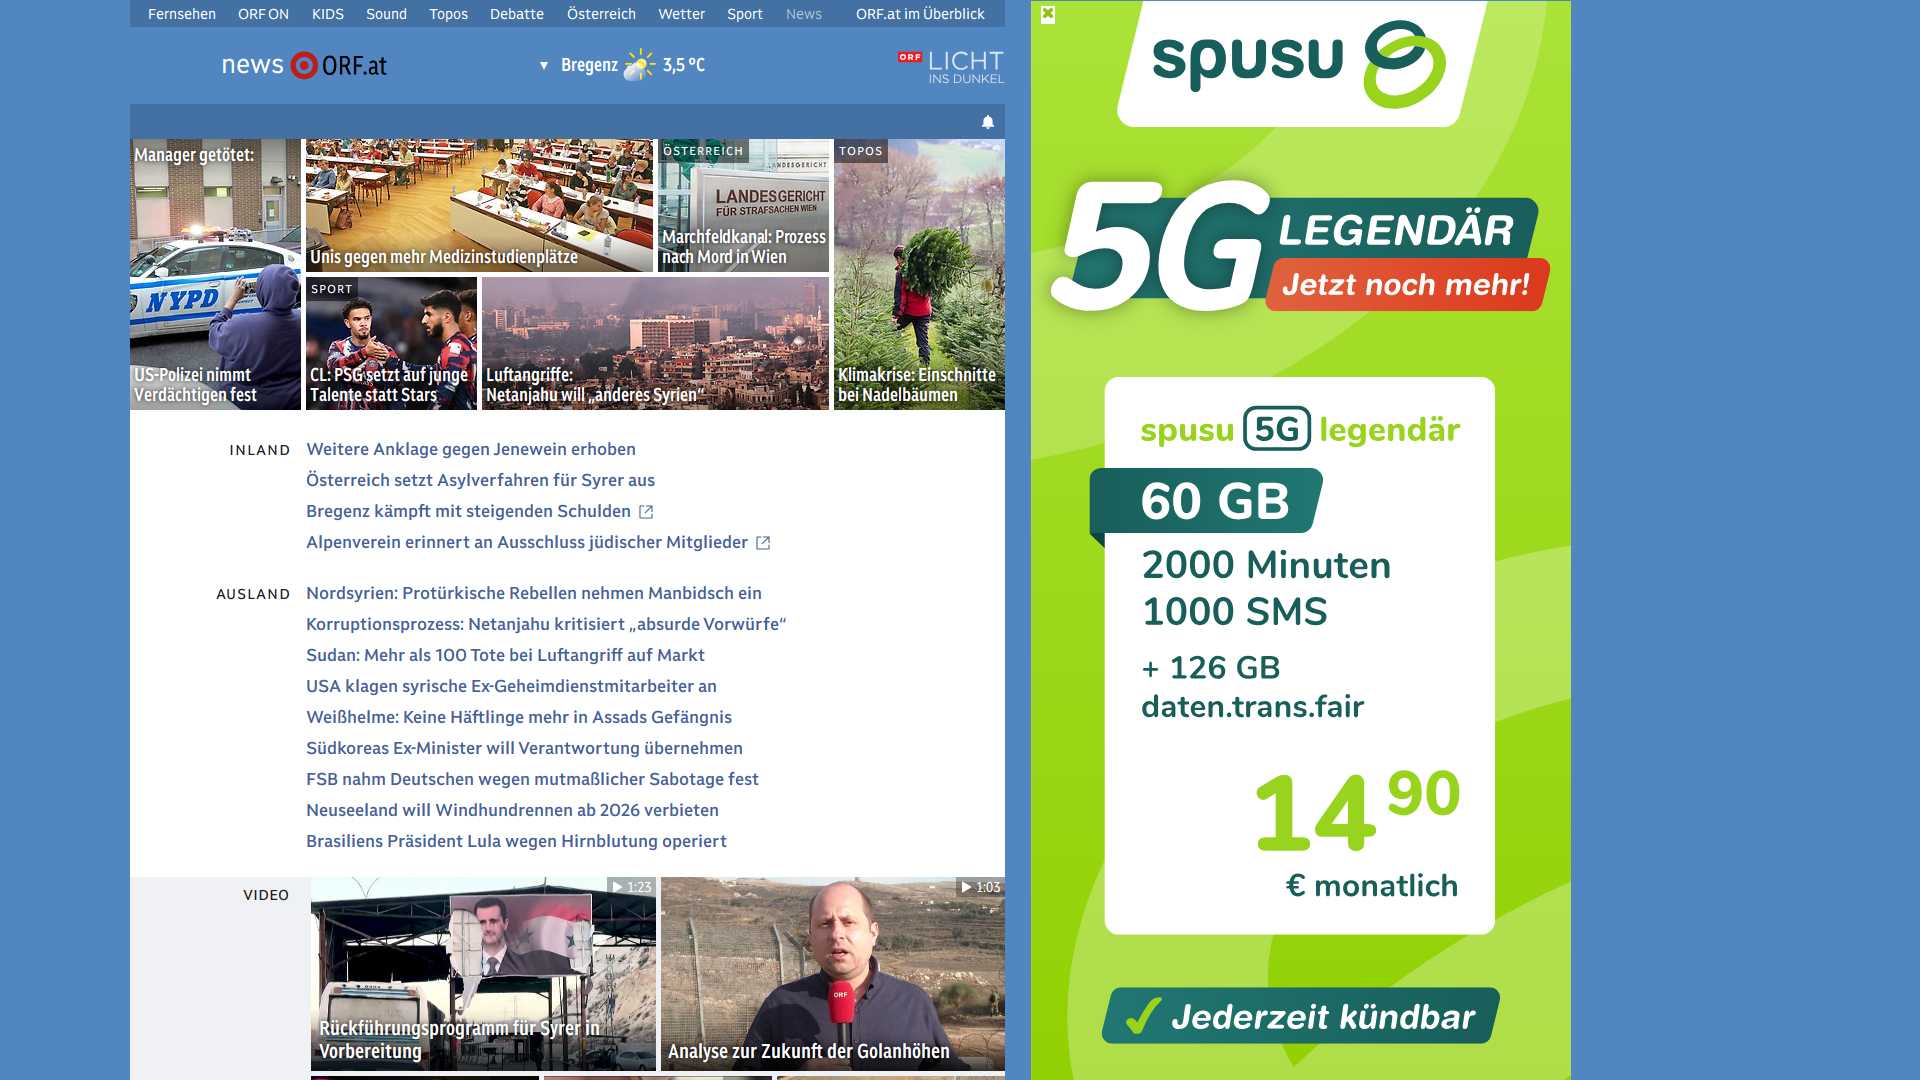 Fernsehen ORF ON KIDS Sound Topos Debatte Österreich Wetter Sport News ORF.at im Überblick
news ORF.at
Bregenz 3,5 °C
ORF LICHT
INS DUNKEL
Manager getötet:
NYPD
US-Polizei nimmt
Verdächtigen fest
Unis gegen mehr Medizinstudienplätze
ÖSTERREICH
LANDESGERICHT
LANDESGERICHT
FÜR STRAFSACHEN WIEN
Marchfeldkanal: Prozess
nach Mord in Wien
TOPOS
Klimakrise: Einschnitte
bei Nadelbäumen
SPORT
CL: PSG setzt auf junge
Talente statt Stars
Luftangriffe:
Netanjahu will „anderes Syrien“
INLAND
Weitere Anklage gegen Jenewein erhoben
Österreich setzt Asylverfahren für Syrer aus
Bregenz kämpft mit steigenden Schulden
Alpenverein erinnert an Ausschluss jüdischer Mitglieder
AUSLAND
Nordsyrien: Protürkische Rebellen nehmen Manbidsch ein
Korruptionsprozess: Netanjahu kritisiert „absurde Vorwürfe“
Sudan: Mehr als 100 Tote bei Luftangriff auf Markt
USA klagen syrische Ex-Geheimdienstmitarbeiter an
Weißhelme: Keine Häftlinge mehr in Assads Gefängnis
Südkoreas Ex-Minister will Verantwortung übernehmen
FSB nahm Deutschen wegen mutmaßlicher Sabotage fest
Neuseeland will Windhundrennen ab 2026 verbieten
Brasiliens Präsident Lula wegen Hirnblutung operiert
VIDEO
1:23
Rückführungsprogramm für Syrer in
Vorbereitung
1:03
ORF
Analyse zur Zukunft der Golanhöhen
spusu
5G LEGENDÄR
Jetzt noch mehr!
spusu 5G legendär
60 GB
2000 Minuten
1000 SMS
+ 126 GB
daten.trans.fair
14 90
€ monatlich
Jederzeit kündbar